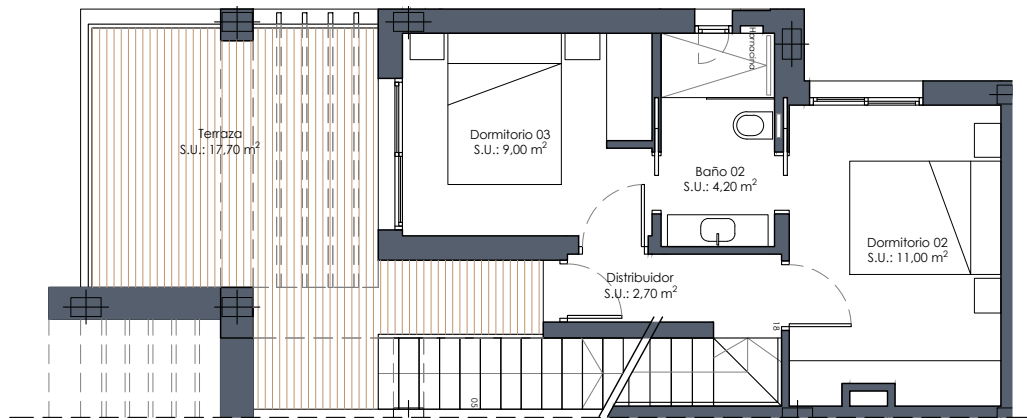 Hornacina
Terraza
S.U.: 17,70 m²
Dormitorio 03
S.U.: 9,00 m²
Baño 02
S.U.: 4,20 m²
Dormitorio 02
S.U.: 11,00 m²
Distribuidor
S.U.: 2,70 m²
18
05